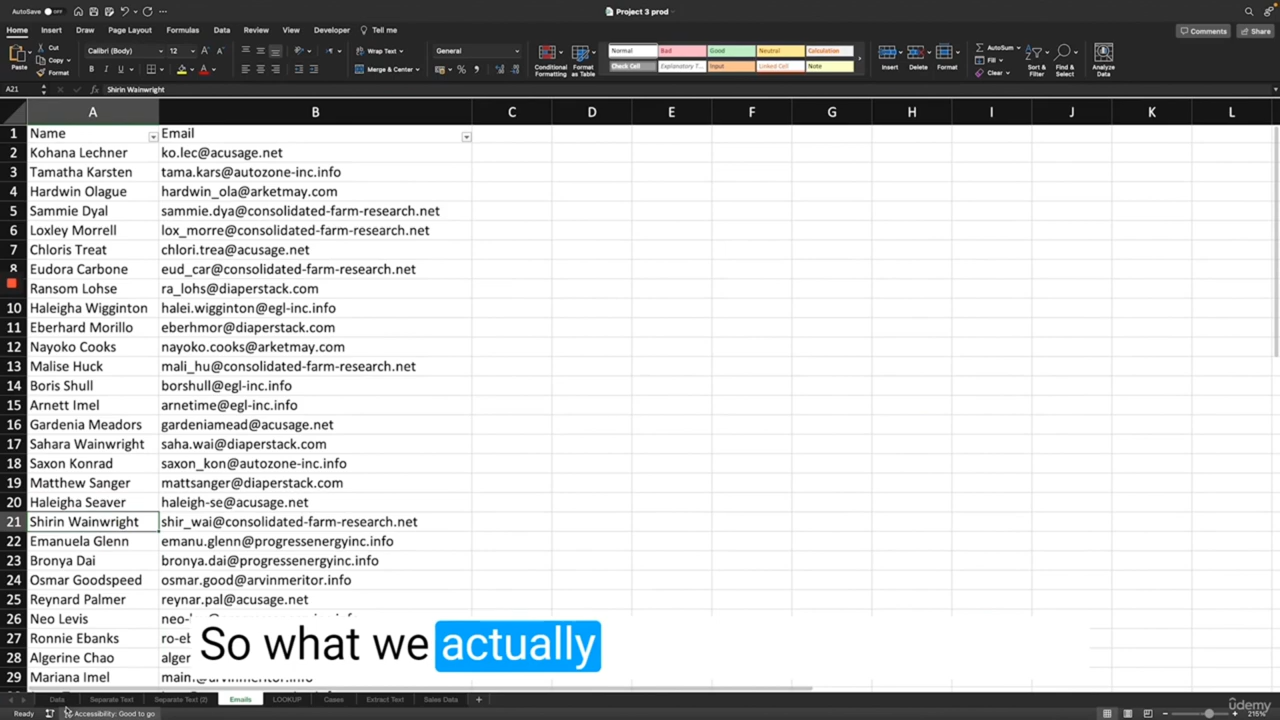 AutoSave OFF
Project 3 prod
Home Insert Draw Page Layout Formulas Data Review View Developer Tell me
Comments Share
Paste
Cut
Copy
Format
Calibri (Body) 12
Wrap Text
Merge & Center
General
Conditional Formatting
Format as Table
Normal Bad Good Neutral Calculation
Check Cell Explanatory T... Input Linked Cell Note
Insert Delete Format
AutoSum
Fill
Clear
Sort & Filter
Find & Select
Analyze Data
A21 fx Shirin Wainwright
A B C D E F G H I J K L
1 Name Email
2 Kohana Lechner ko.lec@acusage.net
3 Tamatha Karsten tama.kars@autozone-inc.info
4 Hardwin Olague hardwin_ola@arketmay.com
5 Sammie Dyal sammie.dya@consolidated-farm-research.net
6 Loxley Morrell lox_morre@consolidated-farm-research.net
7 Chloris Treat chlori.trea@acusage.net
8 Eudora Carbone eud_car@consolidated-farm-research.net
Ransom Lohse ra_lohs@diaperstack.com
10 Haleigha Wigginton halei.wigginton@egl-inc.info
11 Eberhard Morillo eberhmor@diaperstack.com
12 Nayoko Cooks nayoko.cooks@arketmay.com
13 Malise Huck mali_hu@consolidated-farm-research.net
14 Boris Shull borshull@egl-inc.info
15 Arnett Imel arnetime@egl-inc.info
16 Gardenia Meadors gardeniamead@acusage.net
17 Sahara Wainwright saha.wai@diaperstack.com
18 Saxon Konrad saxon_kon@autozone-inc.info
19 Matthew Sanger mattsanger@diaperstack.com
20 Haleigha Seaver haleigh-se@acusage.net
21 Shirin Wainwright shir_wai@consolidated-farm-research.net
22 Emanuela Glenn emanu.glenn@progressenergyinc.info
23 Bronya Dai bronya.dai@progressenergyinc.info
24 Osmar Goodspeed osmar.good@arvinmeritor.info
25 Reynard Palmer reynar.pal@acusage.net
26 Neo Levis
27 Ronnie Ebanks
28 Algerine Chao
29 Mariana Imel
So what we actually
Data Separate Text Separate Text (2) Emails LOOKUP Cases Extract Text Sales Data +
Ready Accessibility: Good to go
215%
udemy